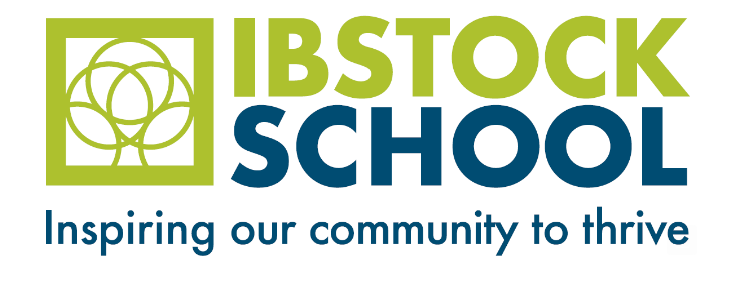 IBSTOCK
SCHOOL
Inspiring our community to thrive